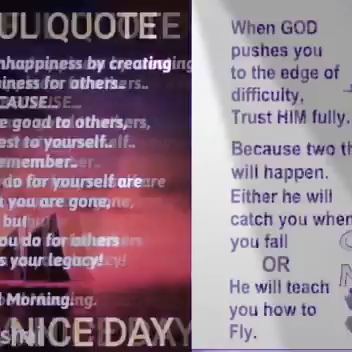 UL QUOTE
nhappiness by creating
iness for others..
CAUSE...
e good to others,
est to yourself..
emember..
do for yourself are
you are gone,
but
ou do for others
s your legacy!
Morning.
NICE DAY
When GOD
pushes you
to the edge of
difficulty,
Trust HIM fully.
Because two th
will happen.
Either he will
catch you when
you fall
OR
He will teach
you how to
Fly.